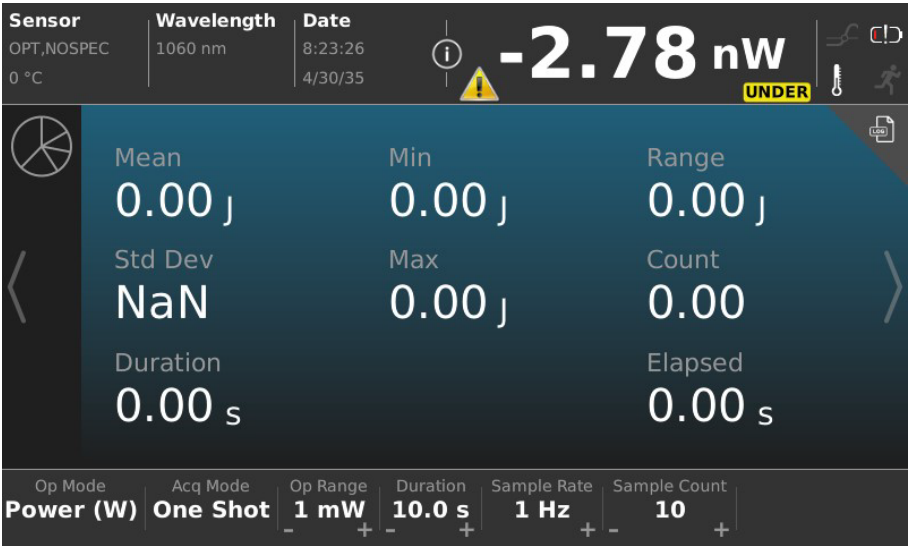 Sensor Wavelength Date
OPT,NOSPEC 1060 nm 8:23:26
0 °C 4/30/35
-2.78 nW
UNDER
LOG
Mean Min Range
0.00 J 0.00 J 0.00 J
Std Dev Max Count
NaN 0.00 J 0.00
Duration Elapsed
0.00 s 0.00 s
Op Mode Acq Mode Op Range Duration Sample Rate Sample Count
Power (W) One Shot 1 mW 10.0 s 1 Hz 10
- + - + + - +